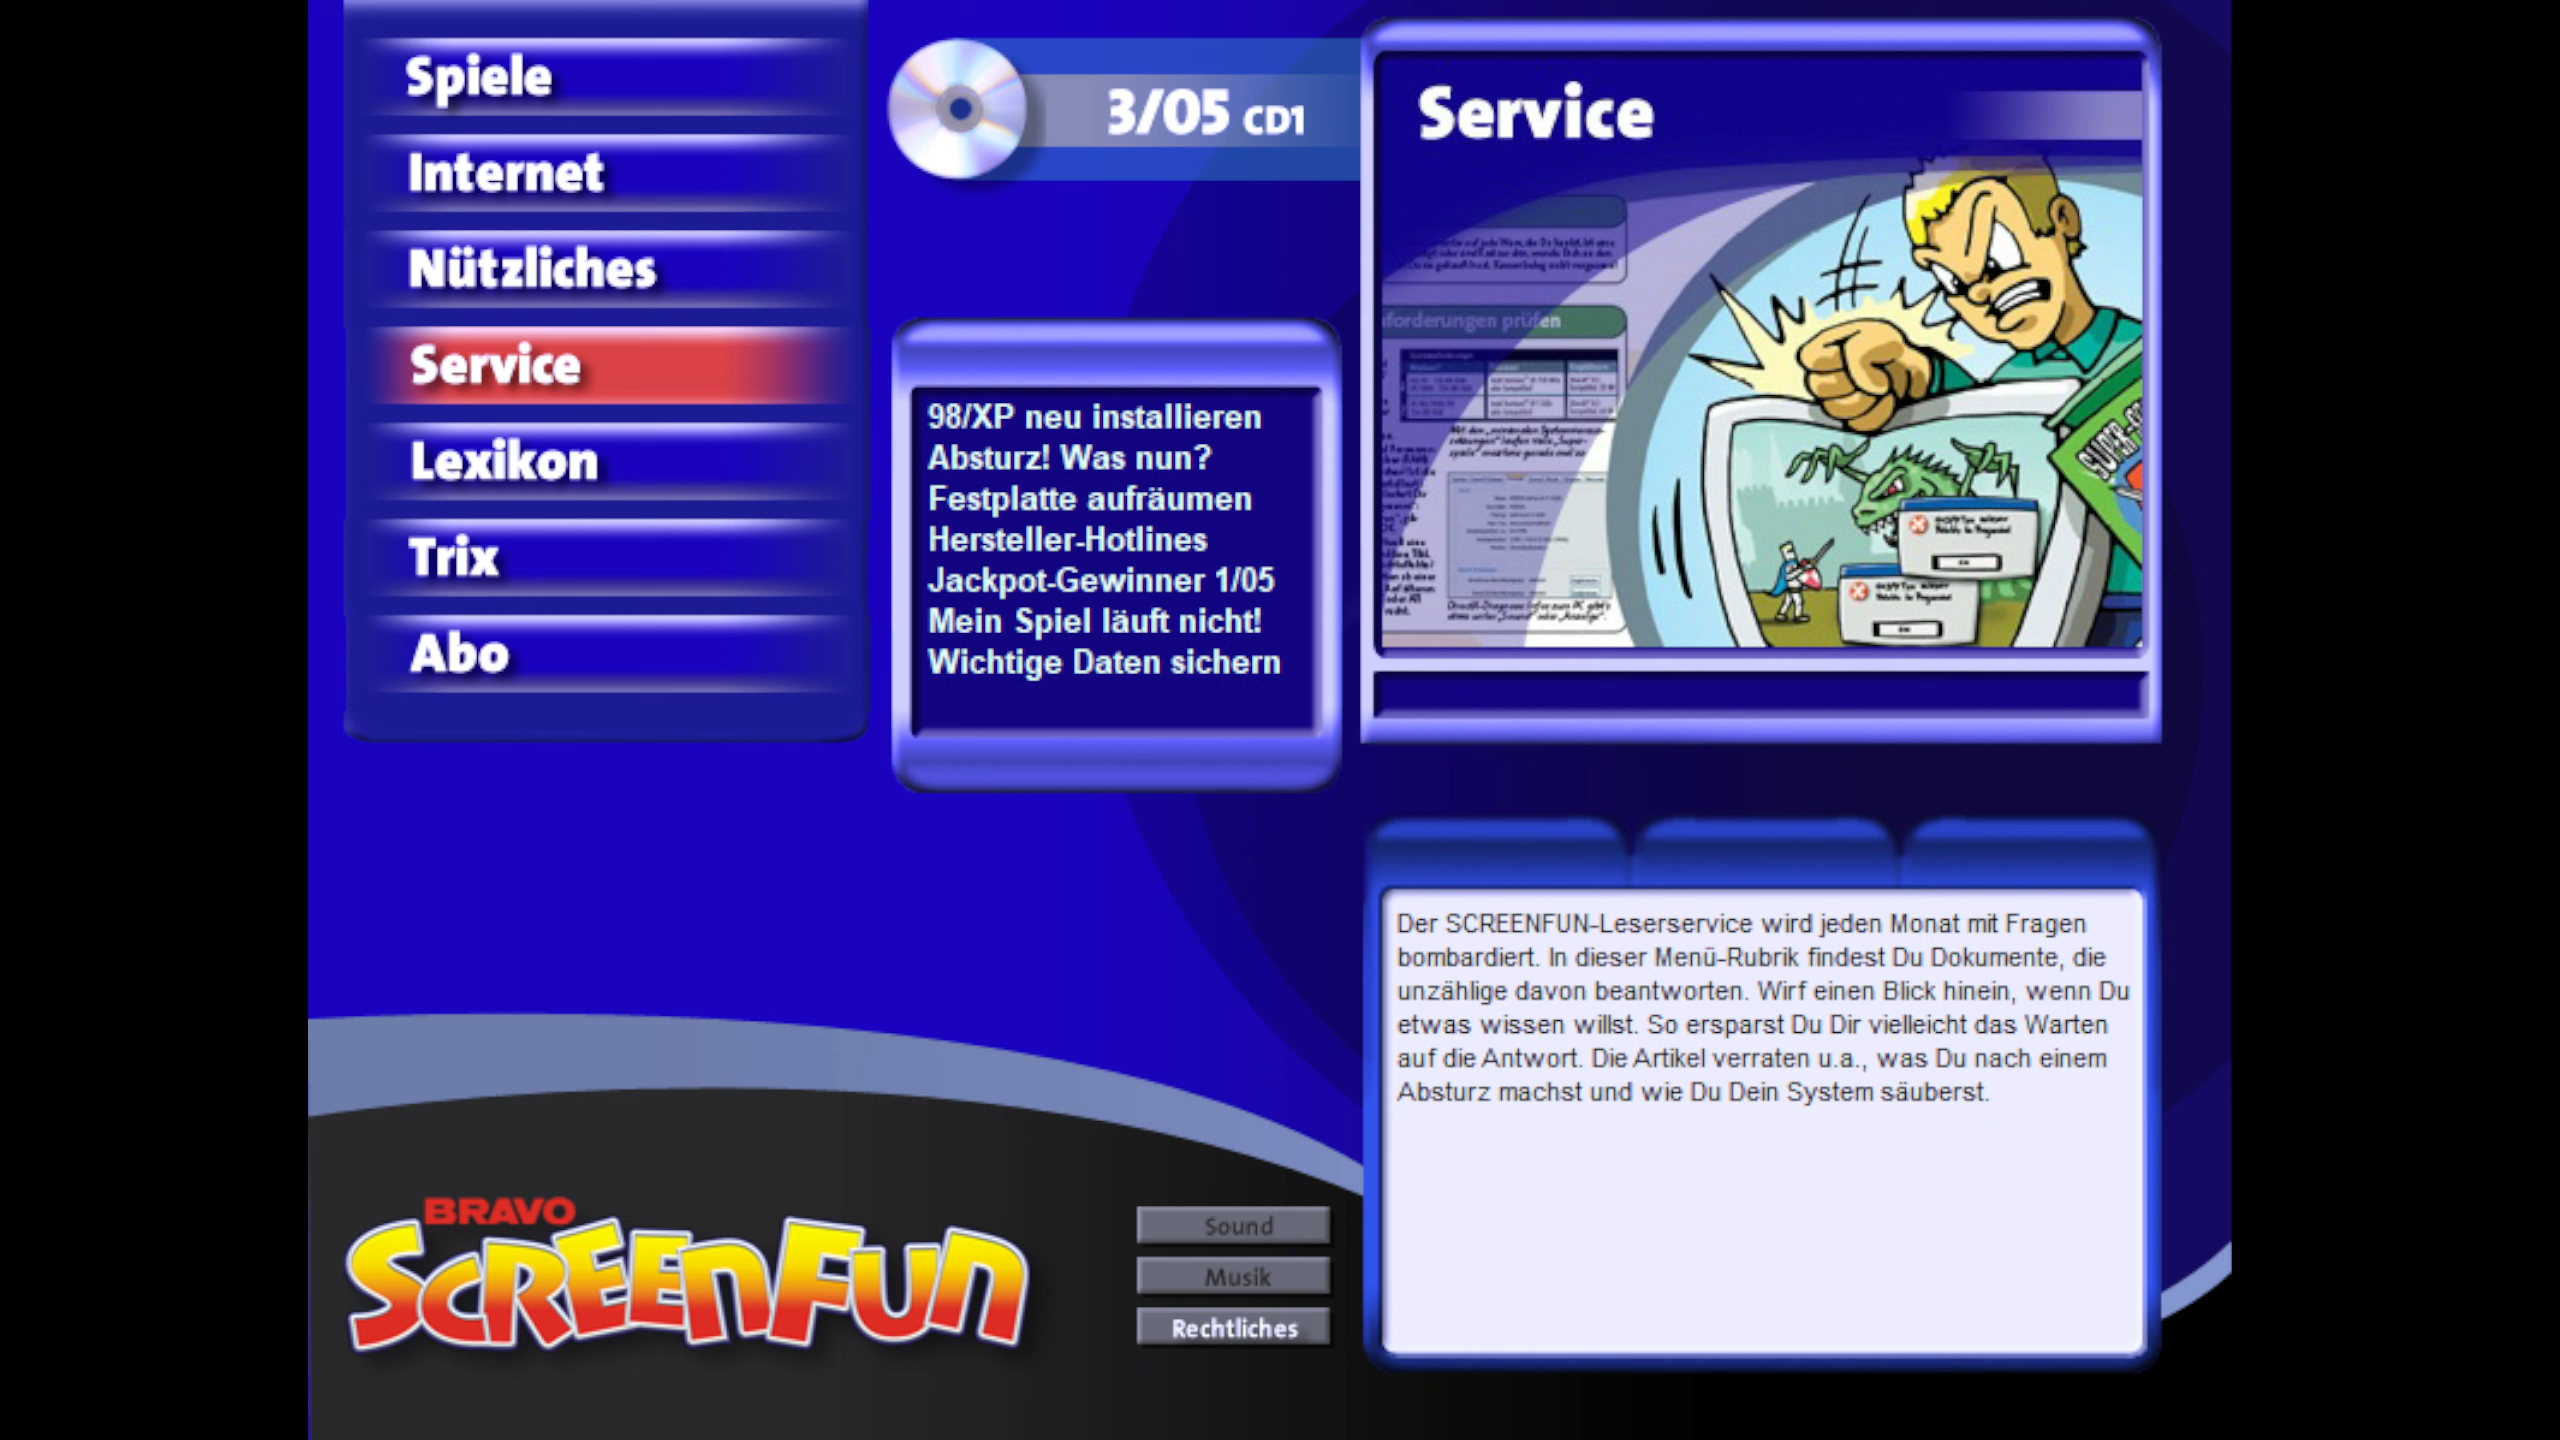 Spiele
Internet
Nützliches
Service
Lexikon
Trix
Abo
3/05 CD1
98/XP neu installieren
Absturz! Was nun?
Festplatte aufräumen
Hersteller-Hotlines
Jackpot-Gewinner 1/05
Mein Spiel läuft nicht!
Wichtige Daten sichern
Service
forderungen prüfen
Der SCREENFUN-Leserservice wird jeden Monat mit Fragen
bombardiert. In dieser Menü-Rubrik findest Du Dokumente, die
unzählige davon beantworten. Wirf einen Blick hinein, wenn Du
etwas wissen willst. So ersparst Du Dir vielleicht das Warten
auf die Antwort. Die Artikel verraten u.a., was Du nach einem
Absturz machst und wie Du Dein System säuberst.
BRAVO
SCREENFUN
Sound
Musik
Rechtliches